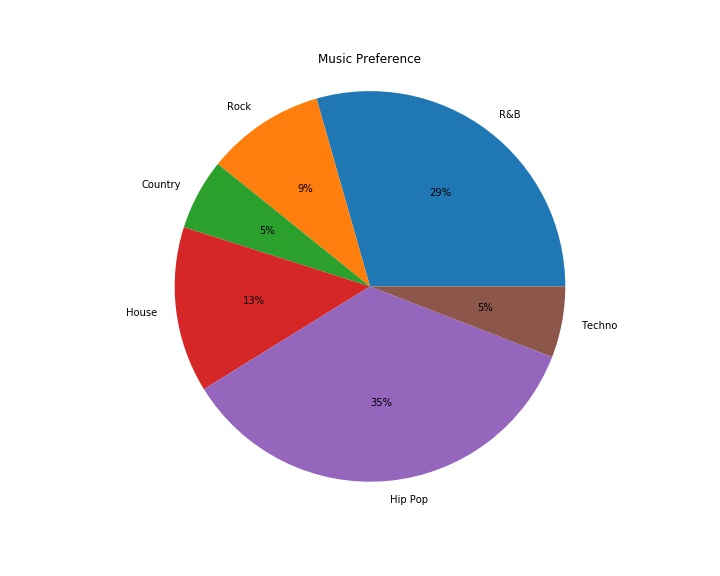 Music Preference
Rock
R&B
Country
29%
9%
5%
House
13%
5%
Techno
35%
Hip Pop